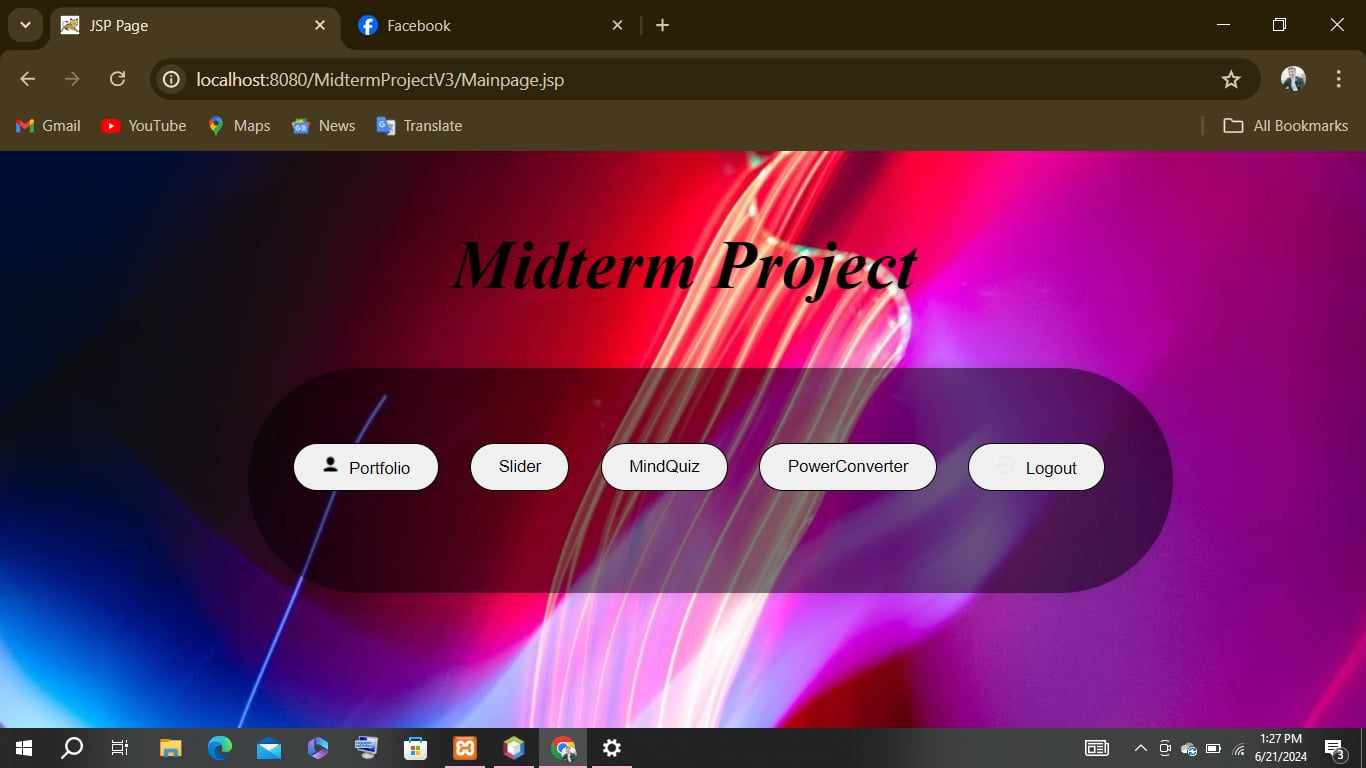 JSP Page
Facebook
localhost:8080/MidtermProjectV3/Mainpage.jsp
Gmail YouTube Maps News Translate All Bookmarks
Midterm Project
Portfolio Slider MindQuiz PowerConverter Logout
1:27 PM
6/21/2024
3